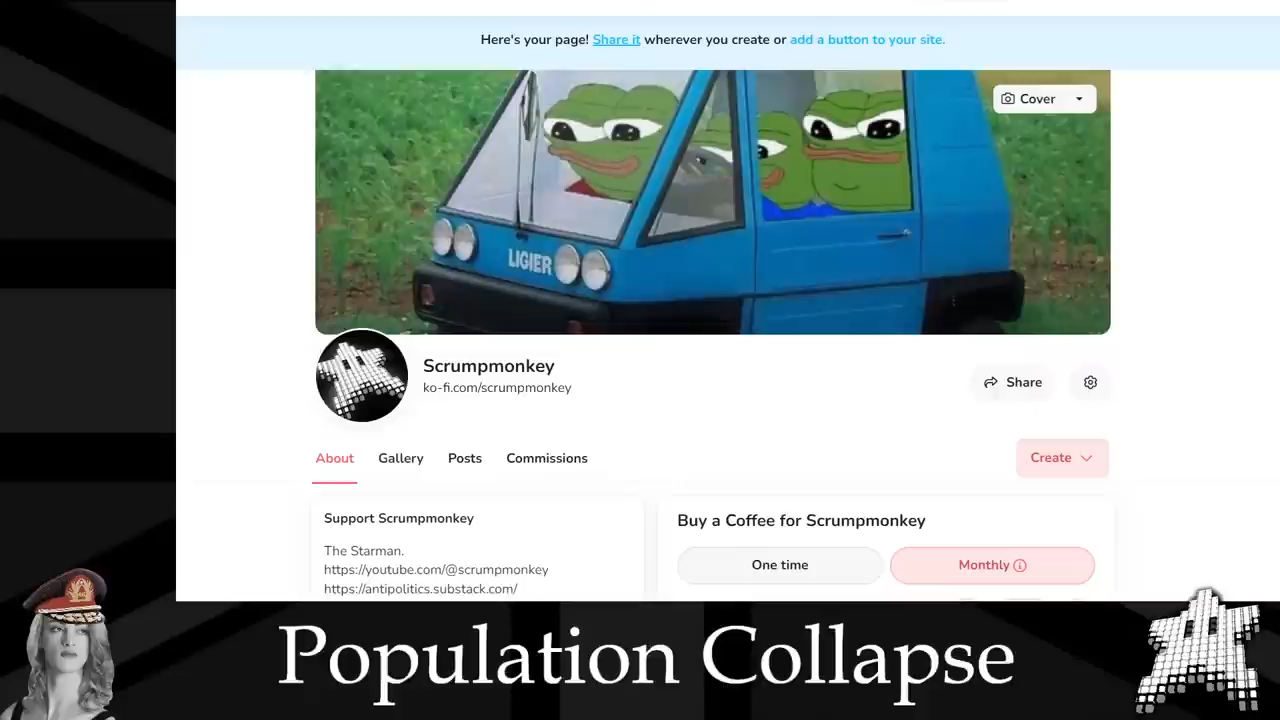 Here's your page! Share it wherever you create or add a button to your site.
Cover
LIGIER
Scrumpmonkey
ko-fi.com/scrumpmonkey
Share
About Gallery Posts Commissions
Create
Support Scrumpmonkey
Buy a Coffee for Scrumpmonkey
The Starman.
https://youtube.com/@scrumpmonkey
https://antipolitics.substack.com/
One time
Monthly
Population Collapse